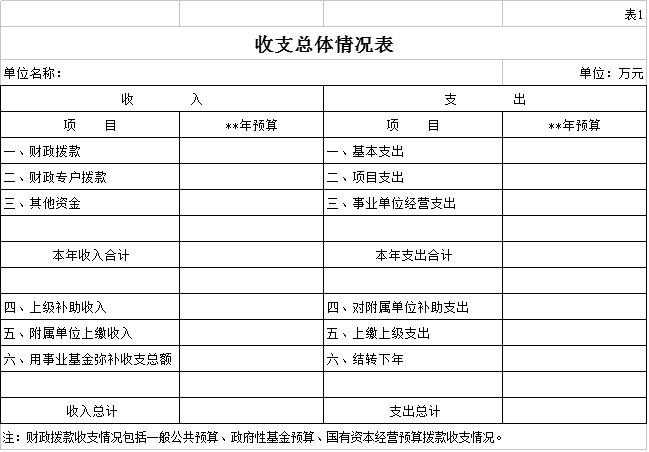 表1
收支总体情况表
单位名称: 单位: 万元
收 入 支 出
项 目 **年预算 项 目 **年预算
一、财政拨款 一、基本支出
二、财政专户拨款 二、项目支出
三、其他资金 三、事业单位经营支出
本年收入合计 本年支出合计
四、上级补助收入 四、对附属单位补助支出
五、附属单位上缴收入 五、上缴上级支出
六、用事业基金弥补收支总额 六、结转下年
收入总计 支出总计
注: 财政拨款收支情况包括一般公共预算、政府性基金预算、国有资本经营预算拨款收支情况。